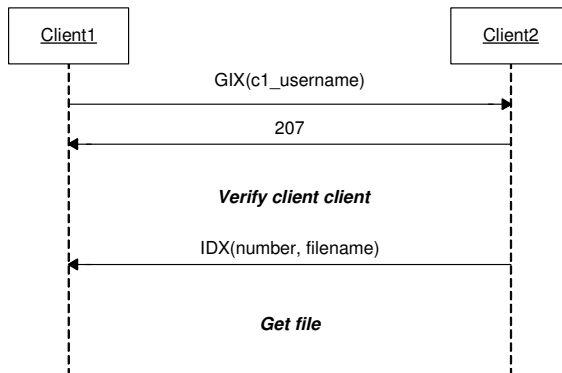 Client1
Client2
GIX(c1_username)
207
Verify client client
IDX(number, filename)
Get file